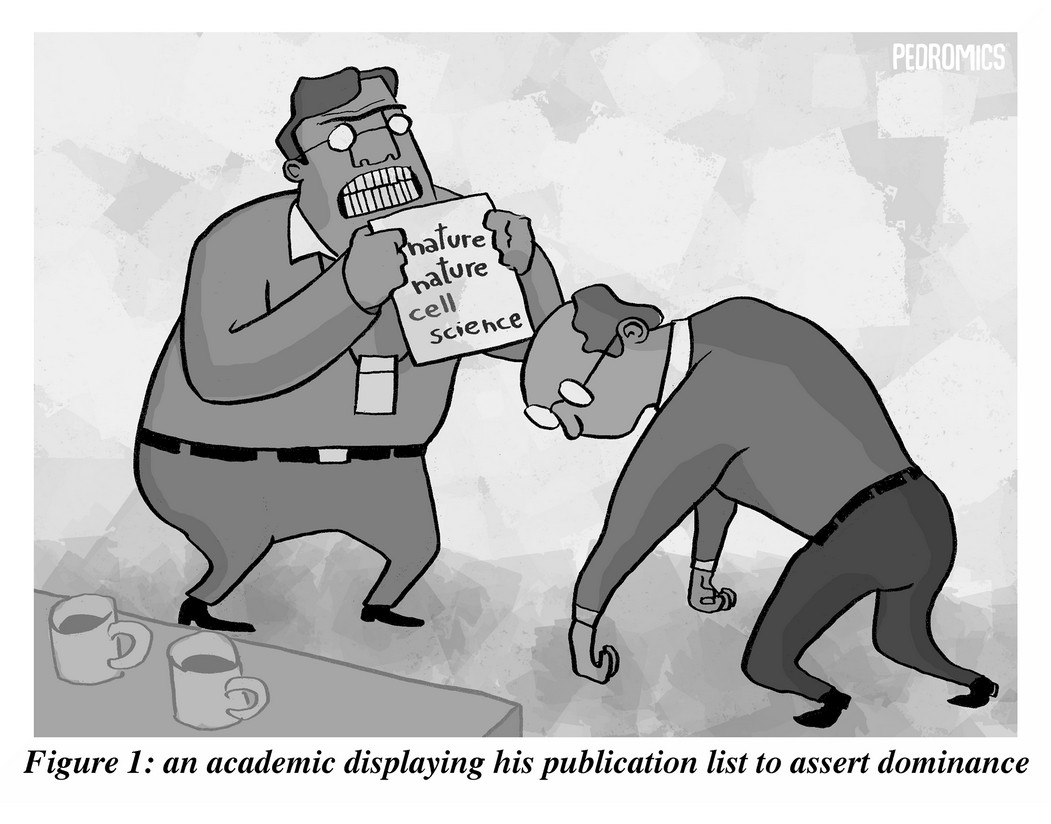 PEDROMICS
nature
nature
cell
science
Figure 1: an academic displaying his publication list to assert dominance